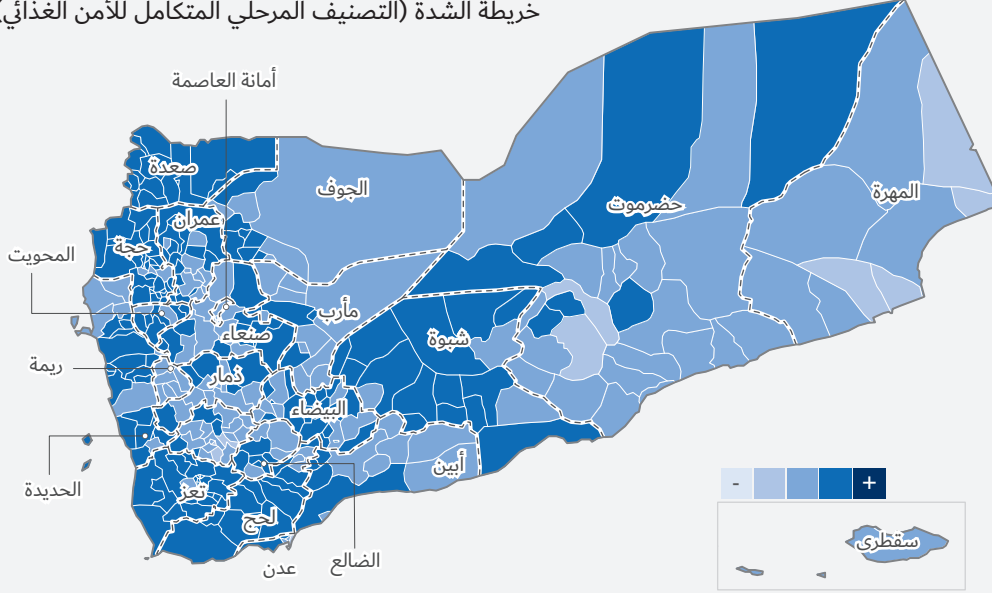 خريطة الشدة (التصنيف المرحلي المتكامل للأمن الغذائي)
أمانة العاصمة
صعدة
الجوف
المهرة
حضرموت
عمران
حجة
المحويت
مأرب
صنعاء
شبوة
ريمة
ذمار
البيضاء
أبين
الحديدة
تعز
لحج
الضالع
عدن
- +
سقطرى